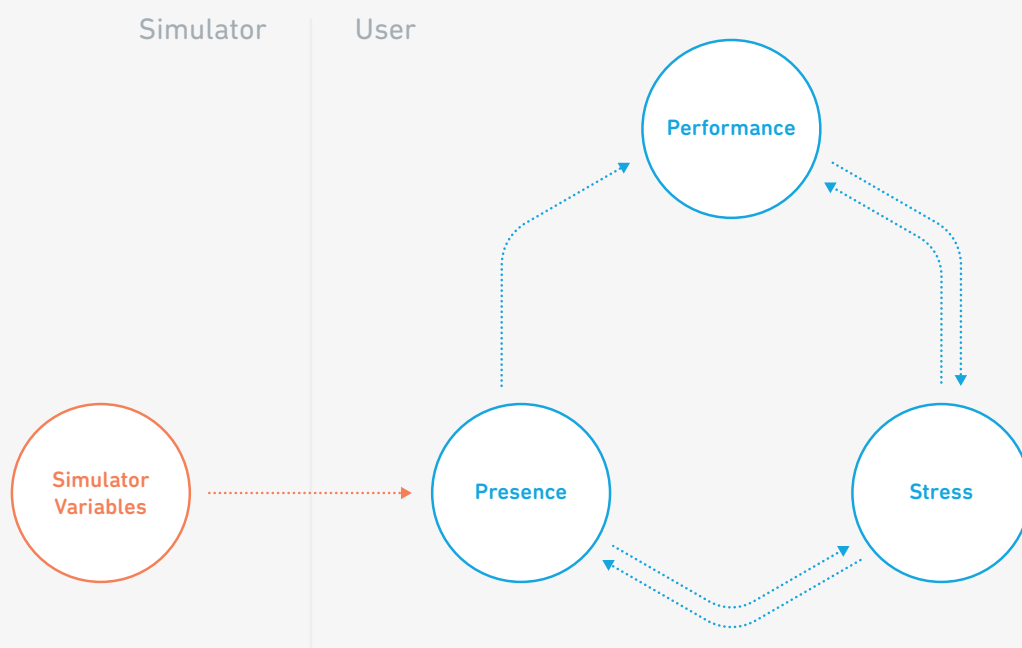 Simulator
User
Performance
Simulator
Variables
Presence
Stress